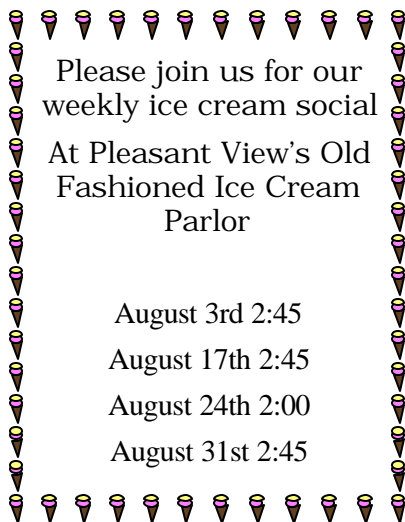 Please join us for our
weekly ice cream social
At Pleasant View's Old
Fashioned Ice Cream
Parlor
August 3rd 2:45
August 17th 2:45
August 24th 2:00
August 31st 2:45